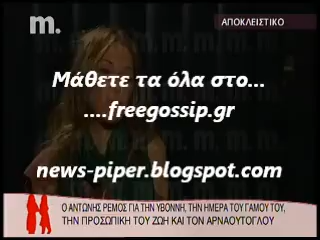 m.
ΑΠΟΚΛΕΙΣΤΙΚΟ
Μάθετε τα όλα στο...
....freegossip.gr
news-piper.blogspot.com
Ο ΑΝΤΩΝΗΣ ΡΕΜΟΣ ΓΙΑ ΤΗΝ ΥΒΟΝΝΗ, ΤΗΝ ΗΜΕΡΑ ΤΟΥ ΓΑΜΟΥ ΤΟΥ,
ΤΗΝ ΠΡΟΣΩΠΙΚΗ ΤΟΥ ΖΩΗ ΚΑΙ ΤΟΝ ΑΡΝΑΟΥΤΟΓΛΟΥ